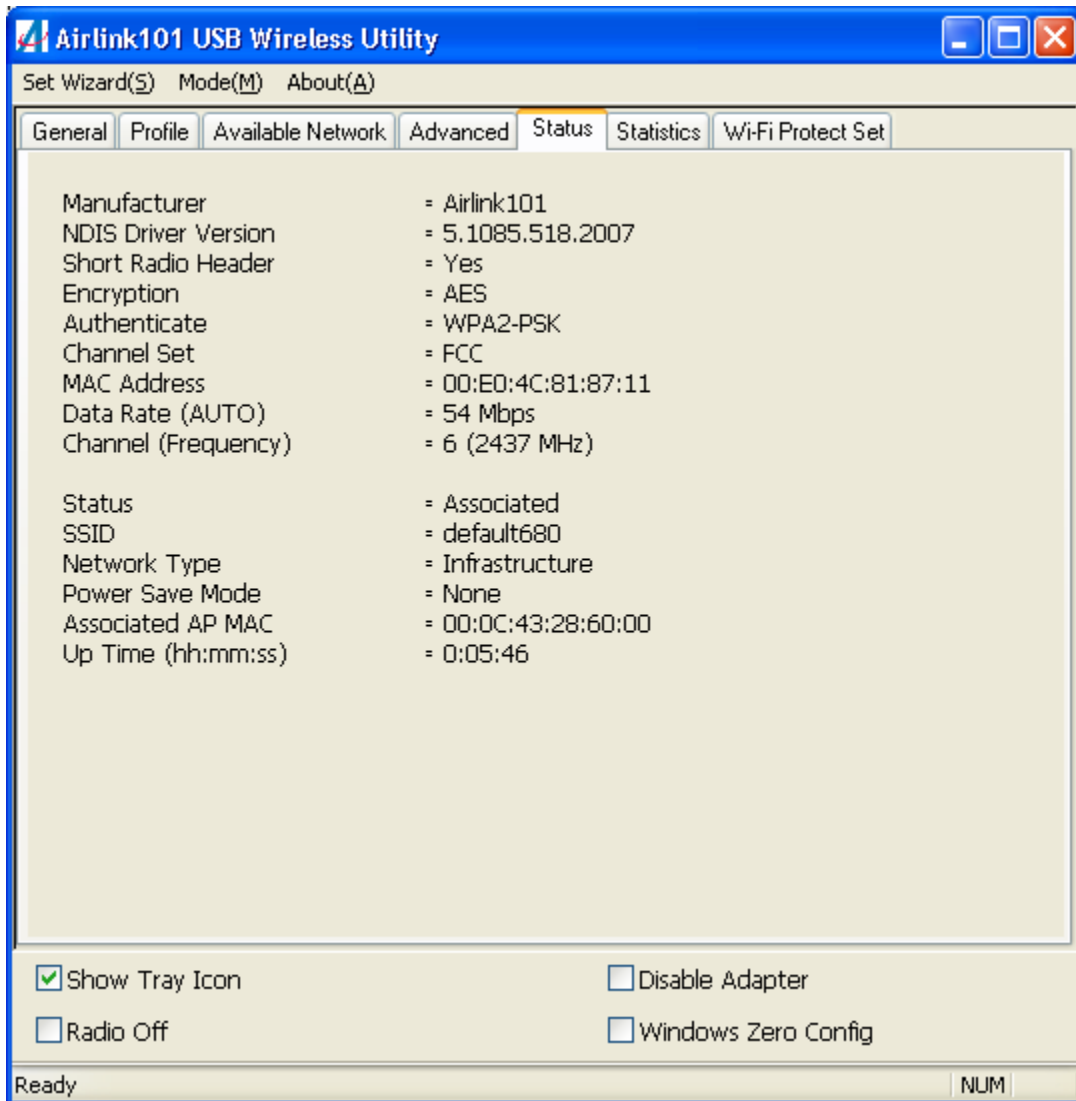 Airlink101 USB Wireless Utility
Set Wizard(S) Mode(M) About(A)
General Profile Available Network Advanced Status Statistics Wi-Fi Protect Set
Manufacturer = Airlink101
NDIS Driver Version = 5.1085.518.2007
Short Radio Header = Yes
Encryption = AES
Authenticate = WPA2-PSK
Channel Set = FCC
MAC Address = 00:E0:4C:81:87:11
Data Rate (AUTO) = 54 Mbps
Channel (Frequency) = 6 (2437 MHz)
Status = Associated
SSID = default680
Network Type = Infrastructure
Power Save Mode = None
Associated AP MAC = 00:0C:43:28:60:00
Up Time (hh:mm:ss) = 0:05:46
Show Tray Icon Disable Adapter
Radio Off Windows Zero Config
Ready NUM